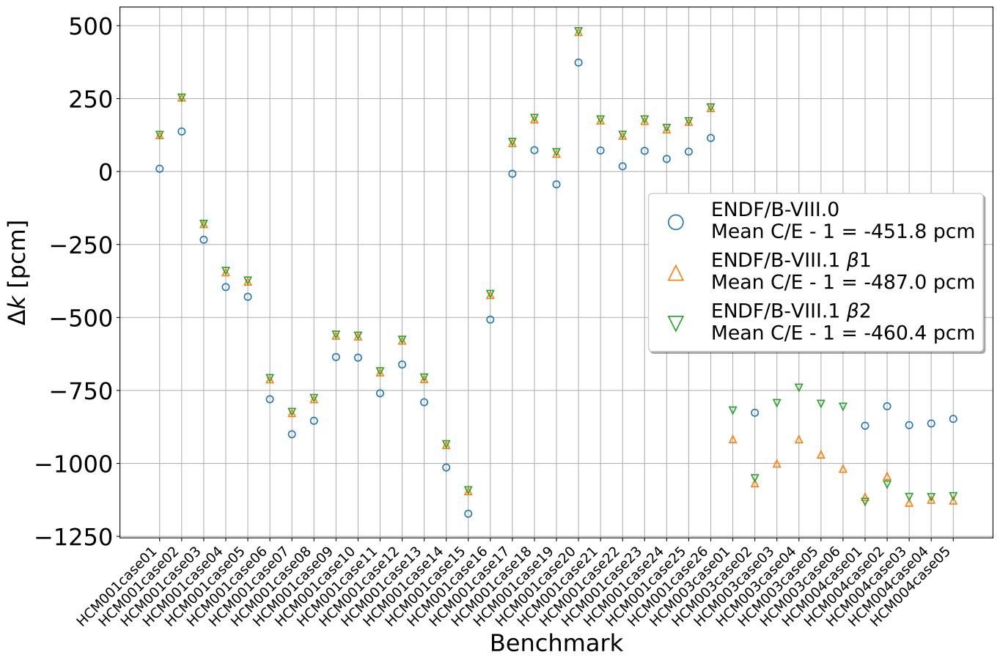 500
250
0
−250
−500
−750
−1000
−1250
Δk [pcm]
ENDF/B-VIII.0
Mean C/E - 1 = -451.8 pcm
ENDF/B-VIII.1 β1
Mean C/E - 1 = -487.0 pcm
ENDF/B-VIII.1 β2
Mean C/E - 1 = -460.4 pcm
HCM001case01
HCM001case02
HCM001case03
HCM001case04
HCM001case05
HCM001case06
HCM001case07
HCM001case08
HCM001case09
HCM001case10
HCM001case11
HCM001case12
HCM001case13
HCM001case14
HCM001case15
HCM001case16
HCM001case17
HCM001case18
HCM001case19
HCM001case20
HCM001case21
HCM001case22
HCM001case23
HCM001case24
HCM001case25
HCM001case26
HCM003case01
HCM003case02
HCM003case03
HCM003case04
HCM003case05
HCM003case06
HCM004case01
HCM004case02
HCM004case03
HCM004case04
HCM004case05
Benchmark